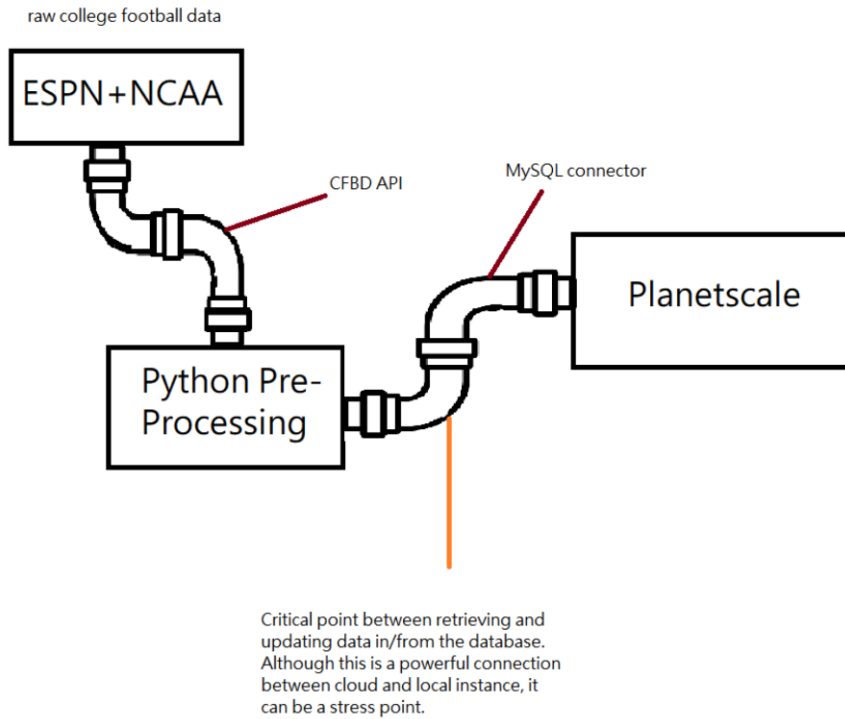 raw college football data
ESPN+NCAA
CFBD API
MySQL connector
Planetscale
Python Pre-
Processing
Critical point between retrieving and
updating data in/from the database.
Although this is a powerful connection
between cloud and local instance, it
can be a stress point.